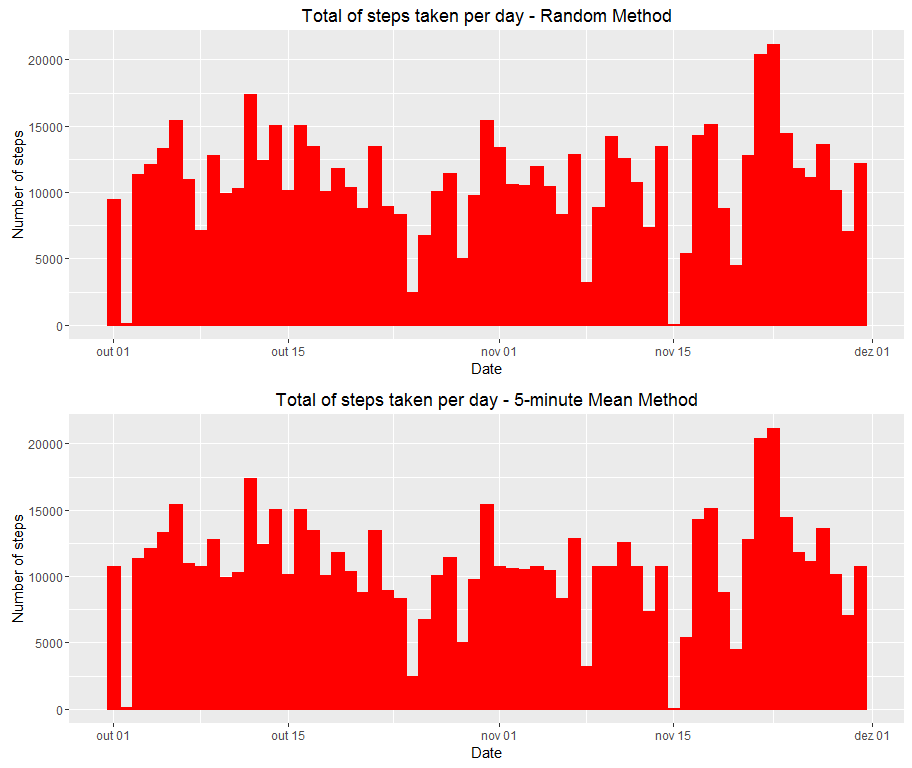 Total of steps taken per day - Random Method
Number of steps
20000
15000
10000
5000
0
out 01
out 15
nov 01
nov 15
dez 01
Date
Total of steps taken per day - 5-minute Mean Method
Number of steps
20000
15000
10000
5000
0
out 01
out 15
nov 01
nov 15
dez 01
Date